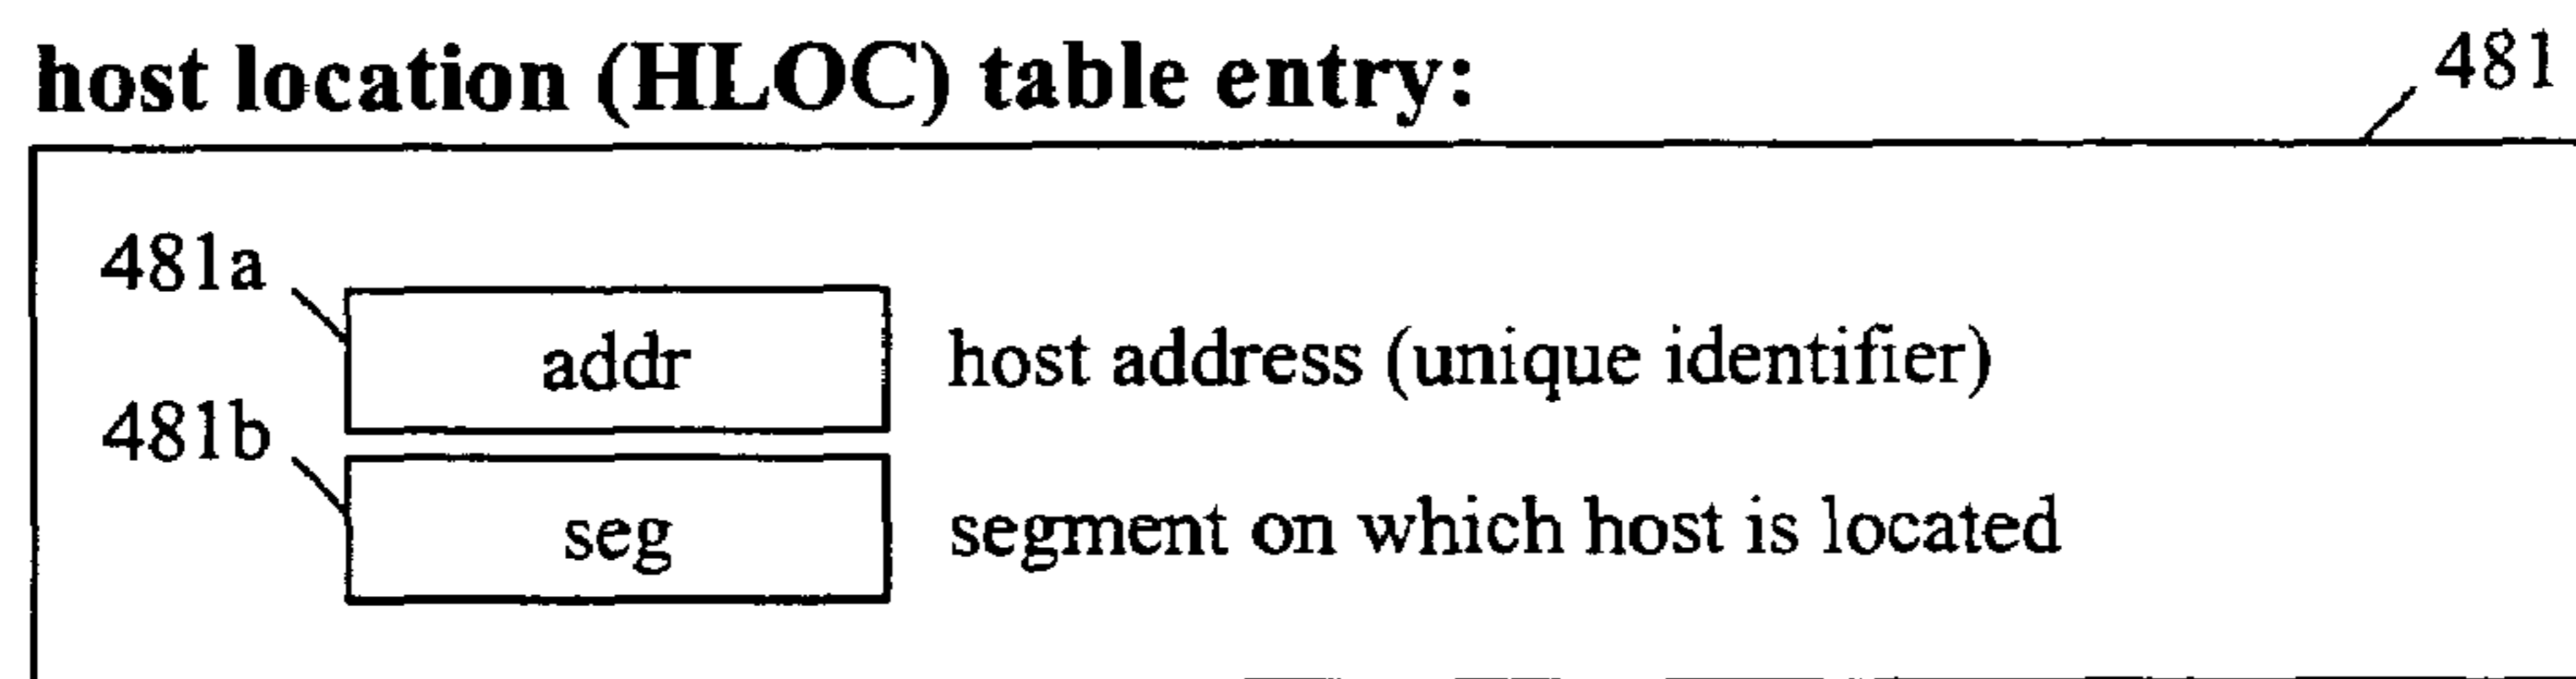 host location (HLOC) table entry: 481
481a
addr host address (unique identifier)
481b
seg segment on which host is located